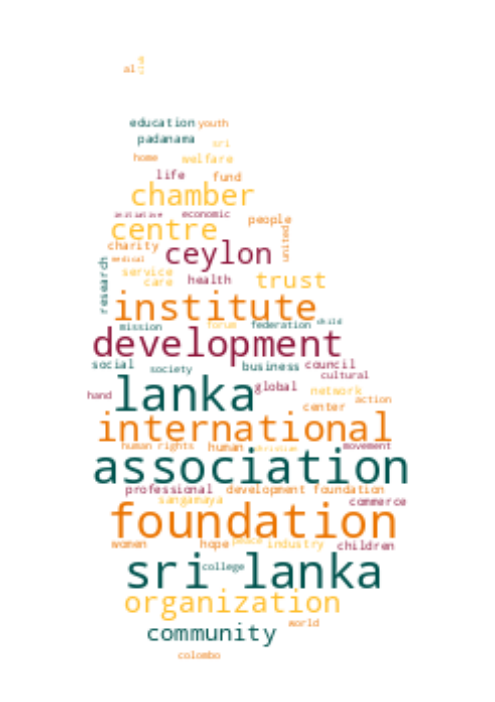 al
education youth
padanama sri
home welfare
life fund
chamber
initiative economic people
centre united
charity ceylon
medical
research service health trust
care
institute
mission forum federation child
development
social society business council
cultural
hand lanka global network
center action
international
human rights human christian movement
association
professional development foundation
sangamaya commerce
foundation
women hope peace industry children
sri lanka
college
organization
world
community
colombo